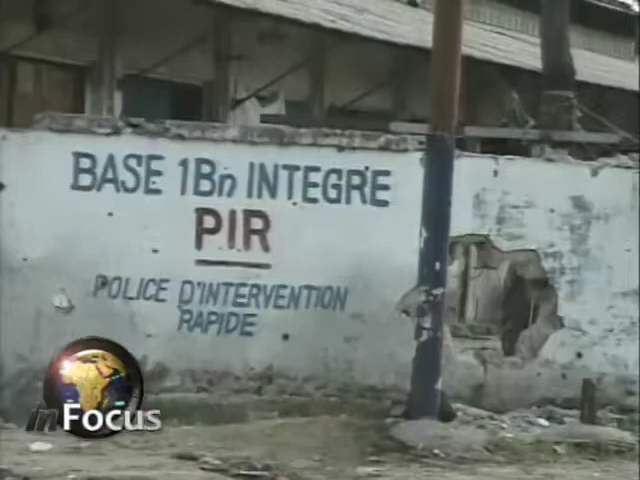 BASE 1Bn INTEGRE
PIR
POLICE D'INTERVENTION
RAPIDE
inFocus